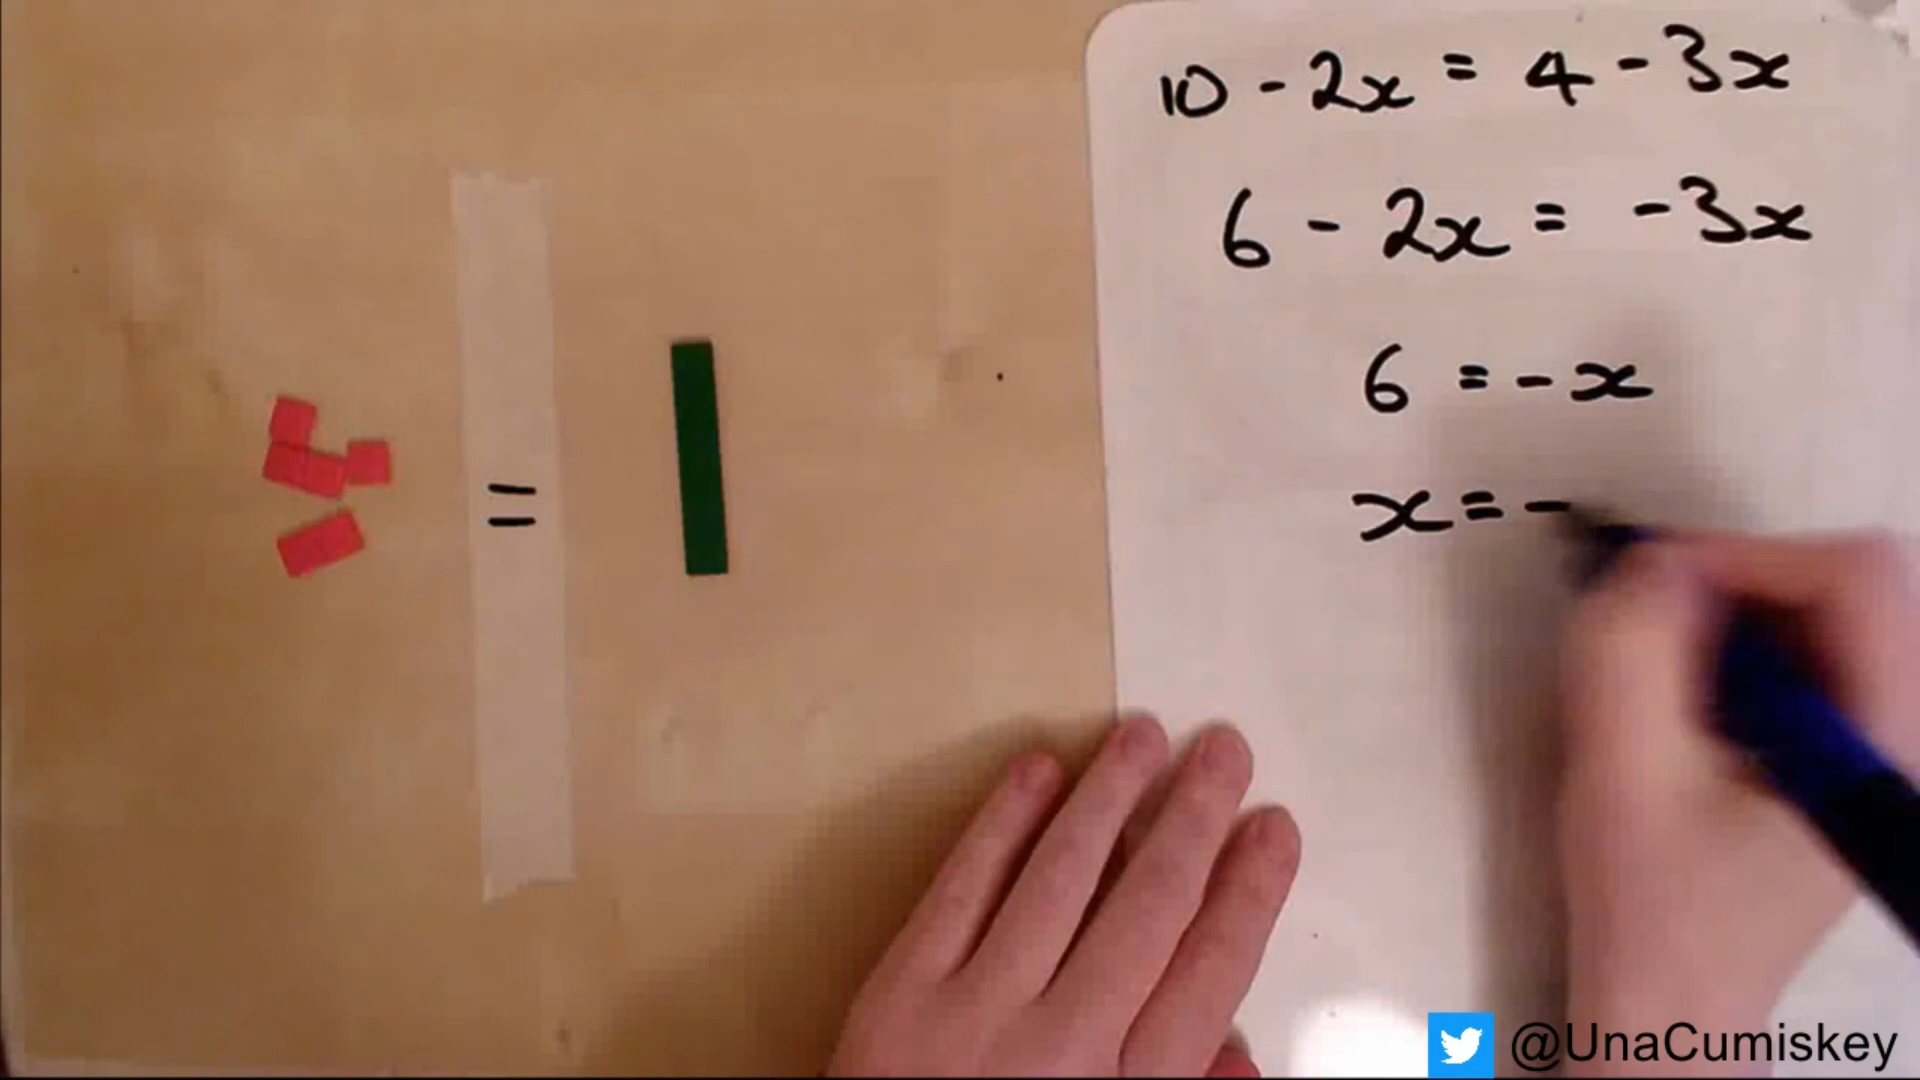 10 - 2x = 4 - 3x
6 - 2x = -3x
6 = -x
=
x = -
@UnaCumiskey